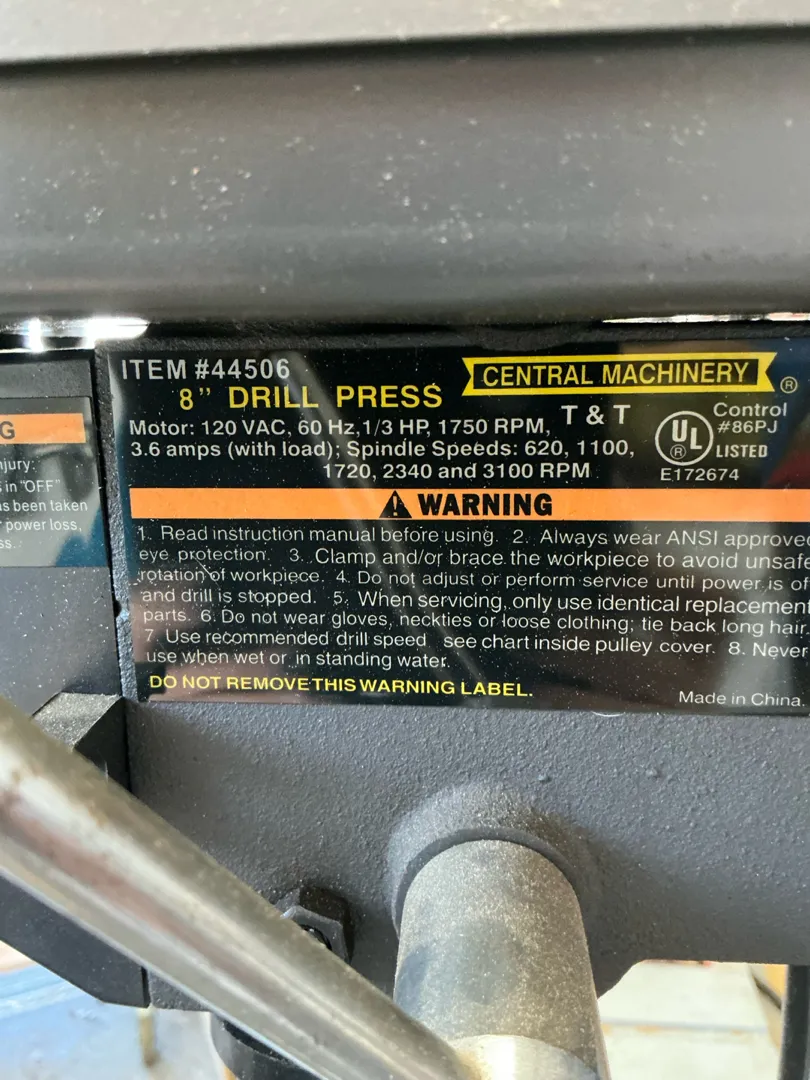 ITEM #44506
CENTRAL MACHINERY ®
8" DRILL PRESS
T & T
Motor: 120 VAC, 60 Hz, 1/3 HP, 1750 RPM,
3.6 amps (with load); Spindle Speeds: 620, 1100,
1720, 2340 and 3100 RPM
UL ®
Control
#86PJ
LISTED
E172674
WARNING
1. Read instruction manual before using. 2. Always wear ANSI approved
eye protection. 3. Clamp and/or brace the workpiece to avoid unsafe
rotation of workpiece. 4. Do not adjust or perform service until power is of
and drill is stopped. 5. When servicing, only use identical replacement
parts. 6. Do not wear gloves, neckties or loose clothing; tie back long hair.
7. Use recommended drill speed see chart inside pulley cover. 8. Never
use when wet or in standing water.
DO NOT REMOVE THIS WARNING LABEL.
Made in China.
G
njury:
in "OFF"
as been taken
power loss,
ss.